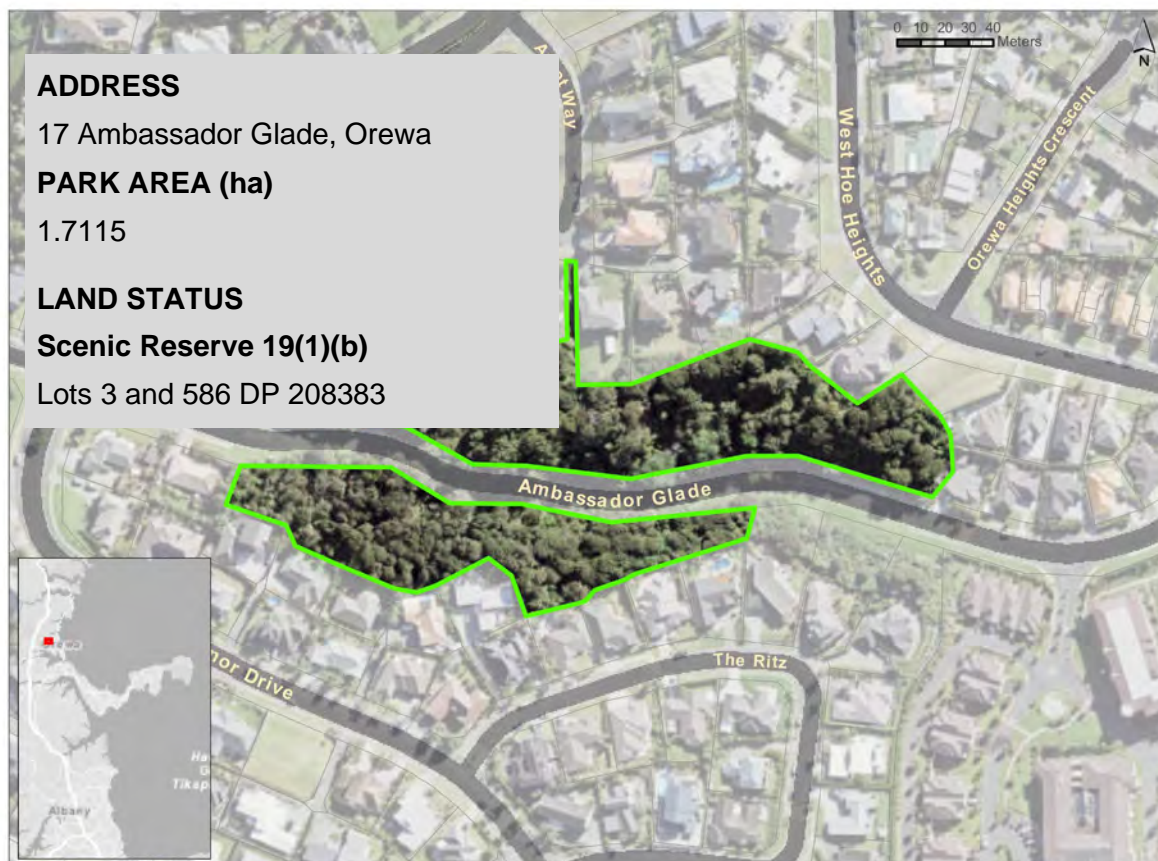 ADDRESS
17 Ambassador Glade, Orewa
PARK AREA (ha)
1.7115
LAND STATUS
Scenic Reserve 19(1)(b)
Lots 3 and 586 DP 208383
0 10 20 30 40
Meters
N
Way
West Hoe Heights
Orewa Heights Crescent
Ambassador Glade
The Ritz
Drive
Albany